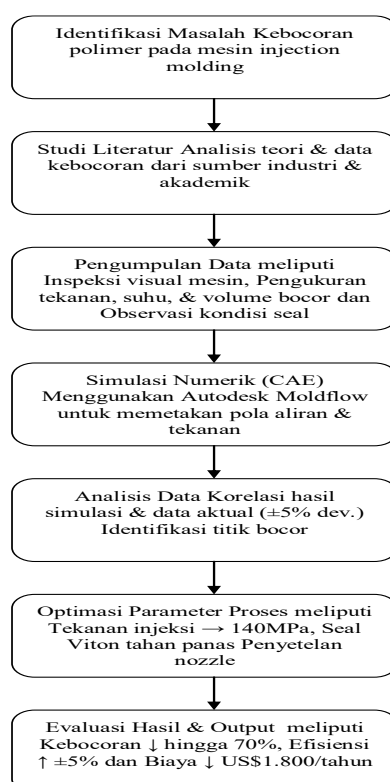 Identifikasi Masalah Kebocoran
polimer pada mesin injection
molding
Studi Literatur Analisis teori & data
kebocoran dari sumber industri &
akademik
Pengumpulan Data meliputi
Inspeksi visual mesin, Pengukuran
tekanan, suhu, & volume bocor dan
Observasi kondisi seal
Simulasi Numerik (CAE)
Menggunakan Autodesk Moldflow
untuk memetakan pola aliran &
tekanan
Analisis Data Korelasi hasil
simulasi & data aktual (±5% dev.)
Identifikasi titik bocor
Optimasi Parameter Proses meliputi
Tekanan injeksi → 140MPa, Seal
Viton tahan panas Penyetelan
nozzle
Evaluasi Hasil & Output meliputi
Kebocoran ↓ hingga 70%, Efisiensi
↑ ±5% dan Biaya ↓ US$1.800/tahun